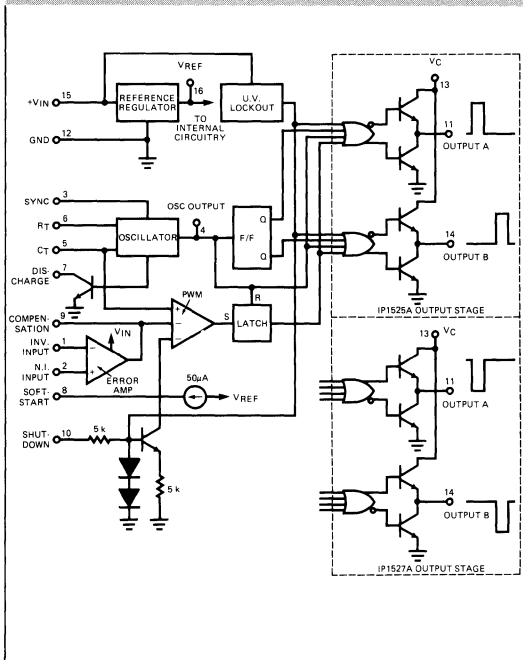 +VIN 15
REFERENCE
REGULATOR
VREF
16
TO
INTERNAL
CIRCUITRY
U.V.
LOCKOUT
GND 12
SYNC 3
RT 6
CT 5
OSCILLATOR
OSC OUTPUT
4
F/F
Q
Q
DIS-
CHARGE 7
PWM
+
−
−
S
R
LATCH
COMPEN-
SATION 9
INV.
INPUT 1
N.I.
INPUT 2
−
+
VIN
ERROR
AMP
SOFT-
START 8
50μA
VREF
SHUT-
DOWN 10
5 k
5 k
VC
13
11
OUTPUT A
14
OUTPUT B
IP1525A OUTPUT STAGE
13 VC
11
OUTPUT A
14
OUTPUT B
IP1527A OUTPUT STAGE